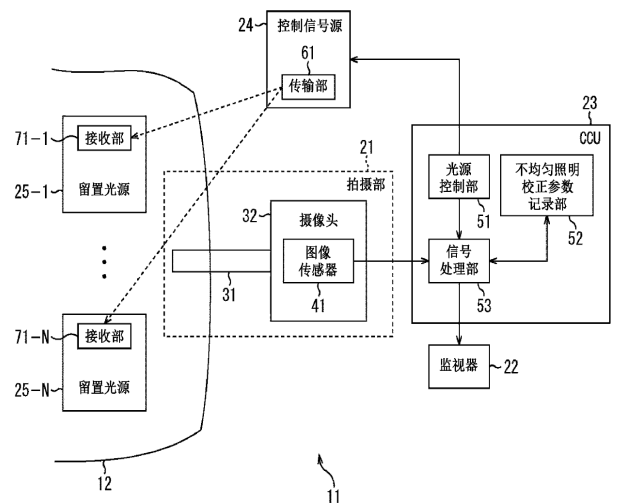 24
控制信号源
61
传输部
23
CCU
71-1
接收部
25-1
留置光源
21
拍摄部
32
摄像头
图像
传感器
41
31
光源
控制部
51
不均匀照明
校正参数
记录部
52
信号
处理部
53
71-N
接收部
25-N
留置光源
监视器
22
12
11